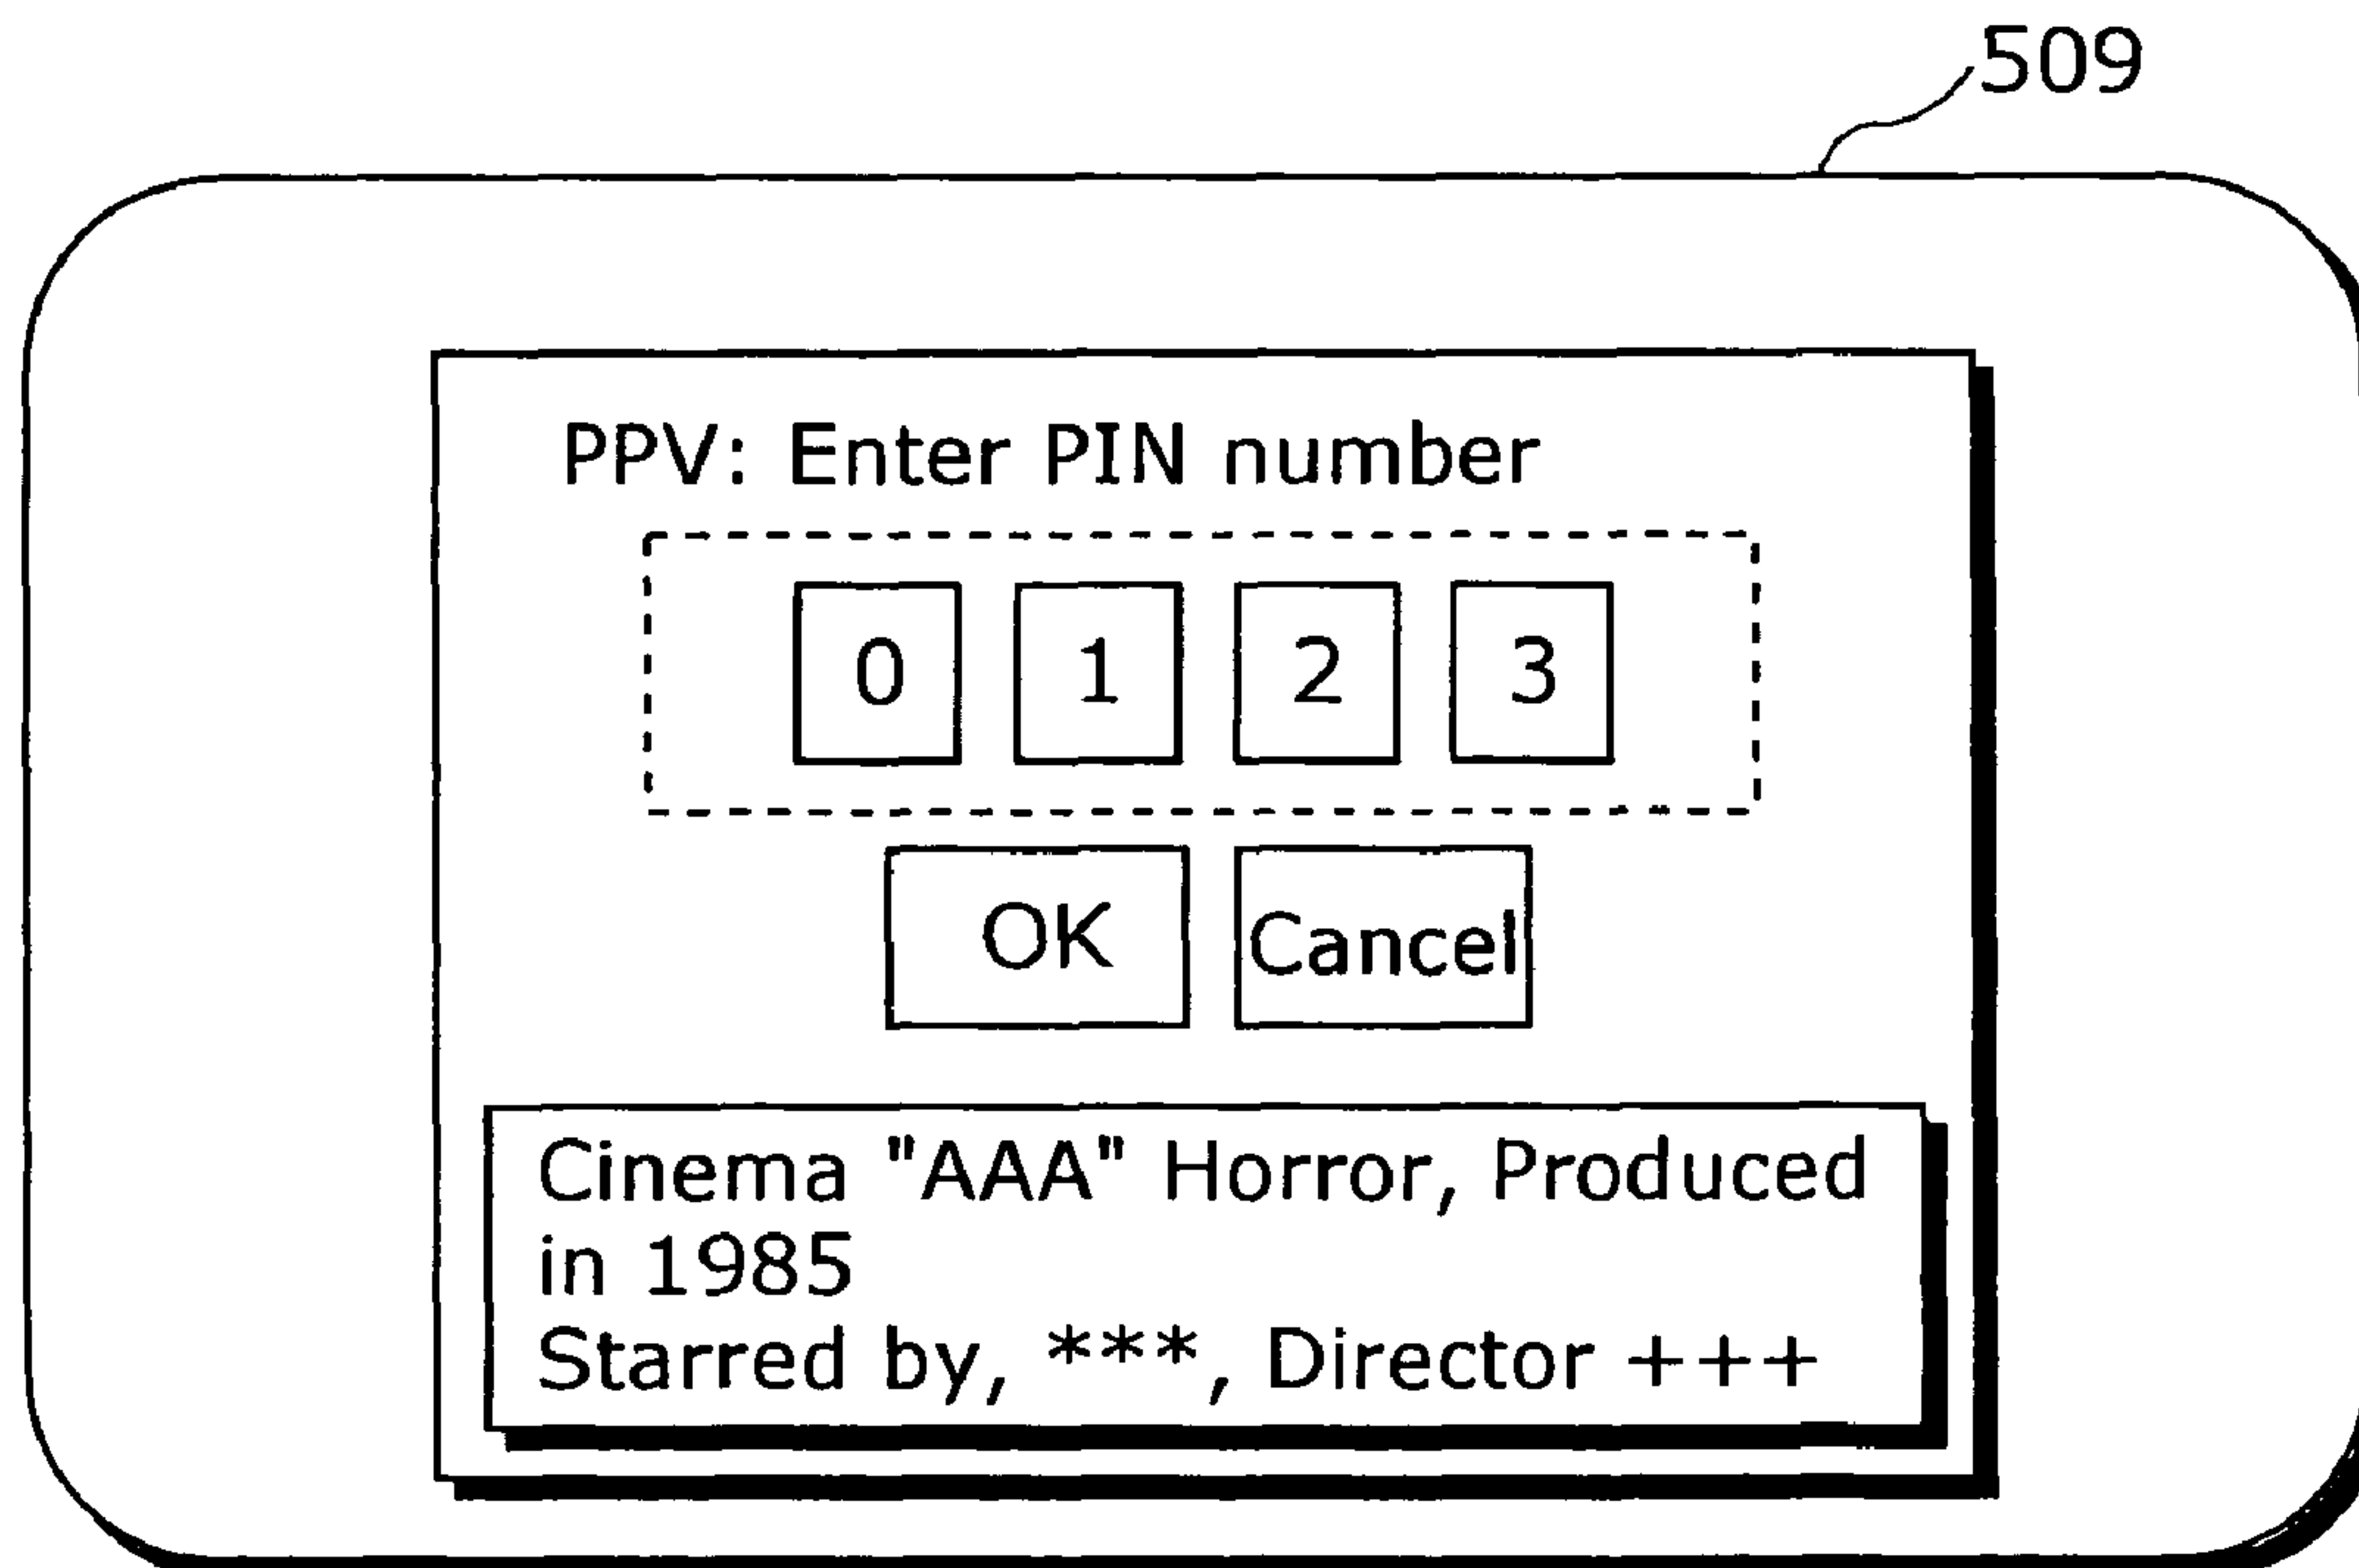 509
PPV: Enter PIN number
0 1 2 3
OK Cancel
Cinema "AAA" Horror, Produced
in 1985
Starred by, ***, Director +++